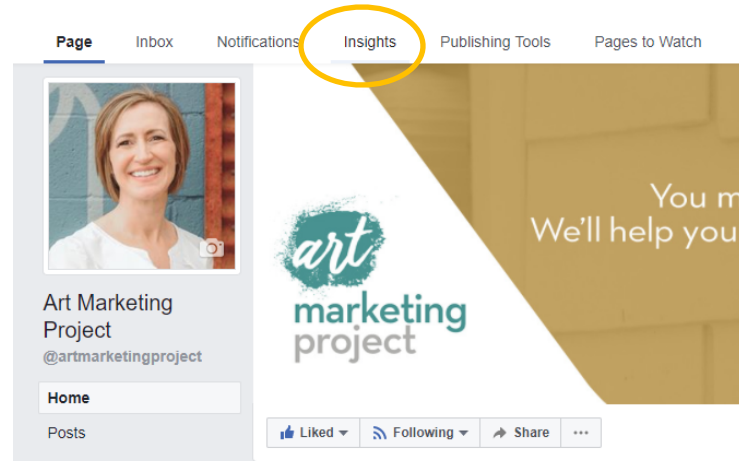 Page Inbox Notifications Insights Publishing Tools Pages to Watch
You m
We'll help you
art
marketing
project
Art Marketing
Project
@artmarketingproject
Home
Posts
Liked Following Share ...